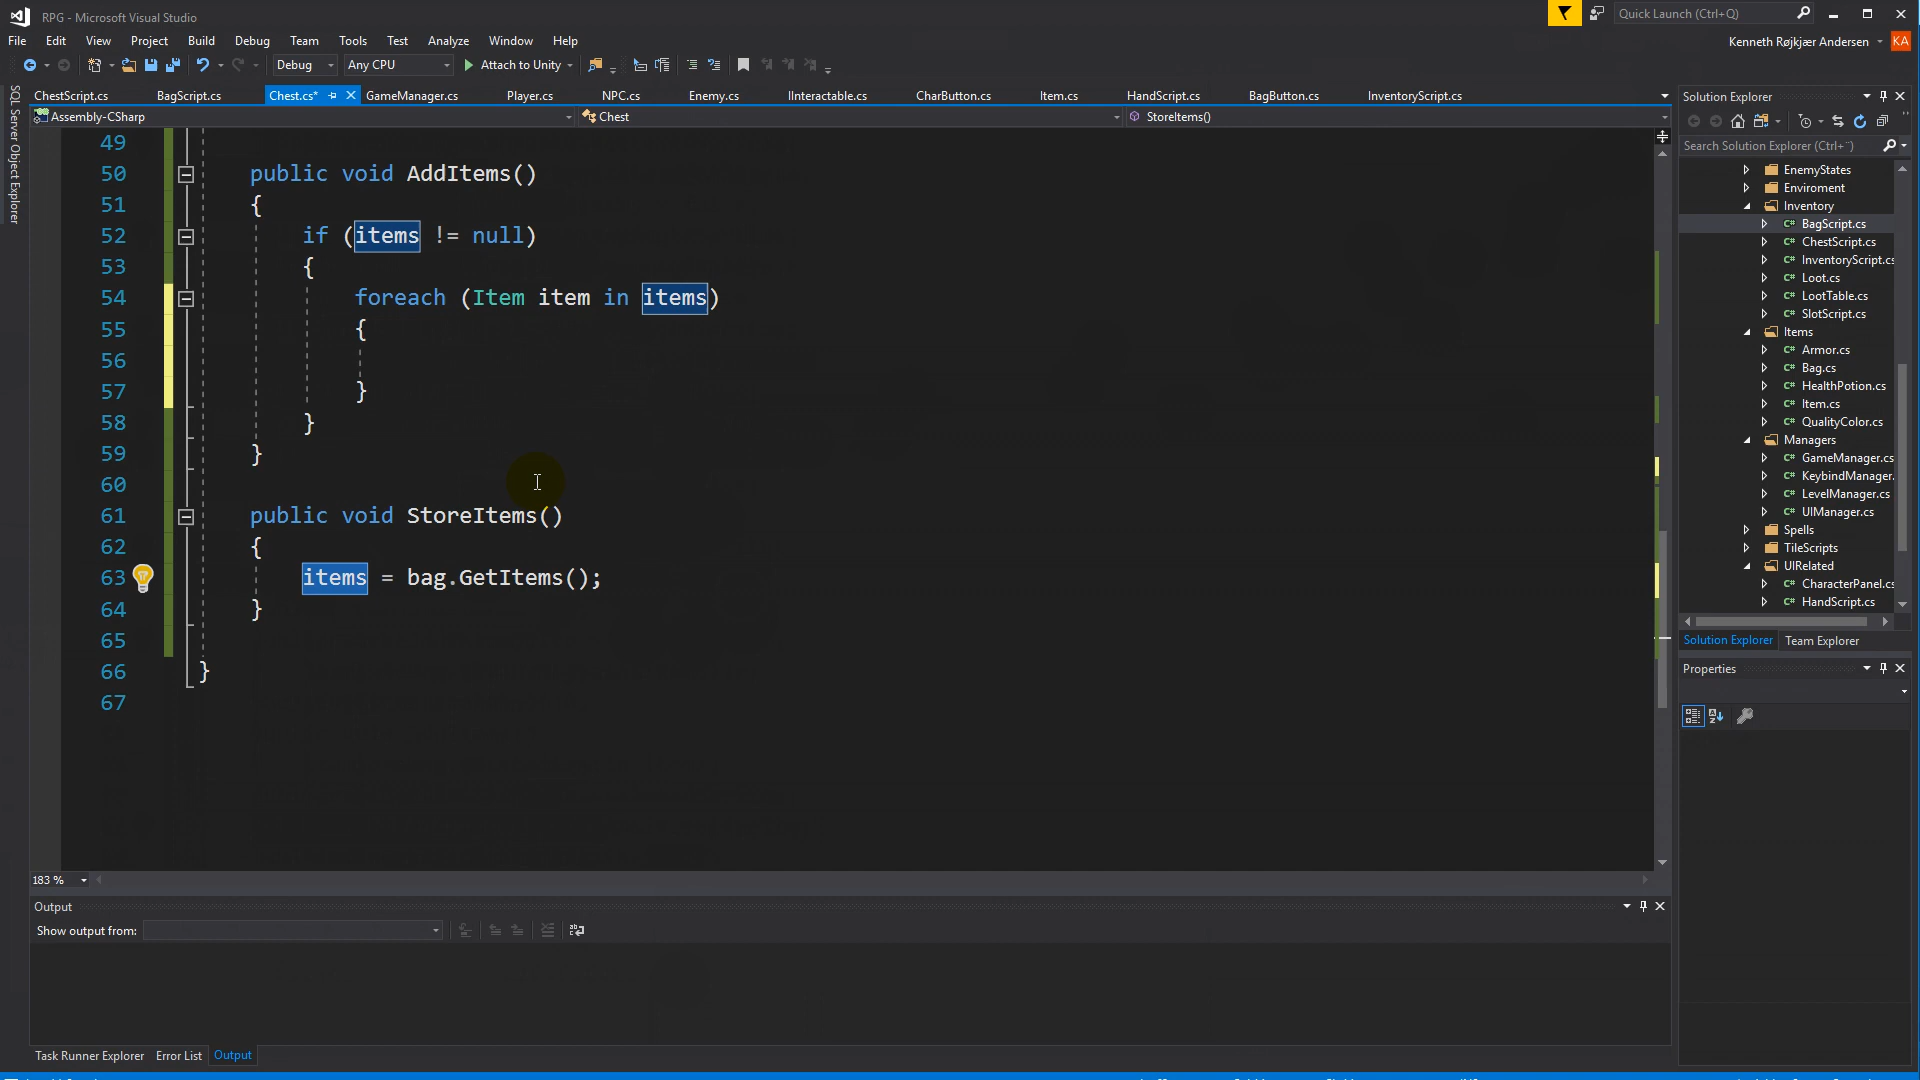 RPG - Microsoft Visual Studio
Quick Launch (Ctrl+Q)
File Edit View Project Build Debug Team Tools Test Analyze Window Help
Kenneth Røjkjær Andersen KA
Debug Any CPU Attach to Unity
SQL Server Object Explorer
ChestScript.cs BagScript.cs Chest.cs* GameManager.cs Player.cs NPC.cs Enemy.cs IInteractable.cs CharButton.cs Item.cs HandScript.cs BagButton.cs InventoryScript.cs
Assembly-CSharp Chest StoreItems()
49
50 public void AddItems()
51 {
52 if (items != null)
53 {
54 foreach (Item item in items)
55 {
56
57 }
58 }
59 }
60
61 public void StoreItems()
62 {
63 items = bag.GetItems();
64 }
65
66 }
67
183 %
Output
Show output from:
Task Runner Explorer Error List Output
Solution Explorer
Search Solution Explorer (Ctrl+¨)
EnemyStates
Enviroment
Inventory
C# BagScript.cs
C# ChestScript.cs
C# InventoryScript.cs
C# Loot.cs
C# LootTable.cs
C# SlotScript.cs
Items
C# Armor.cs
C# Bag.cs
C# HealthPotion.cs
C# Item.cs
C# QualityColor.cs
Managers
C# GameManager.cs
C# KeybindManager.
C# LevelManager.cs
C# UIManager.cs
Spells
TileScripts
UIRelated
C# CharacterPanel.cs
C# HandScript.cs
Solution Explorer Team Explorer
Properties